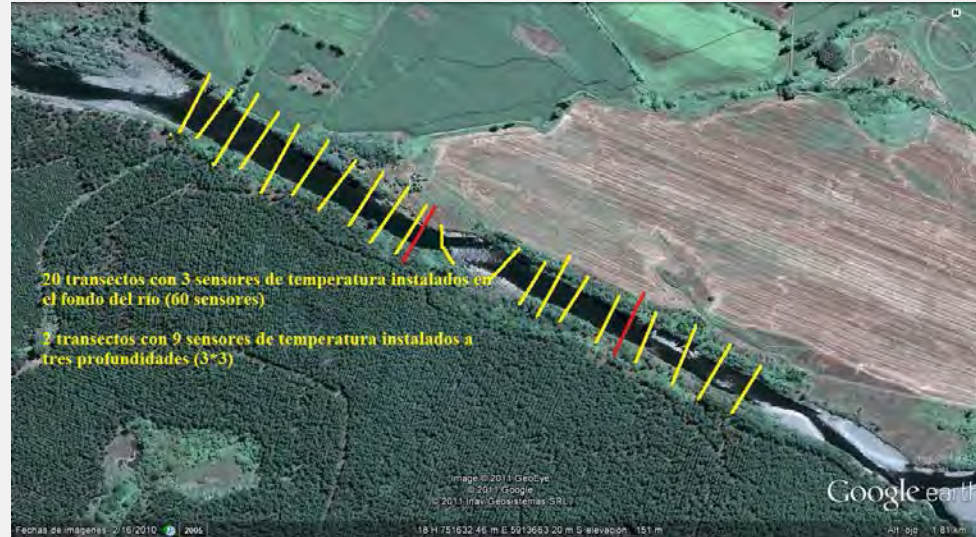 N
20 transectos con 3 sensores de temperatura instalados en
el fondo del río (60 sensores)
2 transectos con 9 sensores de temperatura instalados a
tres profundidades (3*3)
Image © 2011 GeoEye
© 2011 Google
© 2011 Inav/Geosistemas SRL
Google earth
Fechas de imágenes: 2/16/2010 2005 18 H 751632.46 m E 5913663.20 m S elevación 151 m Alt. ojo 1.81 km